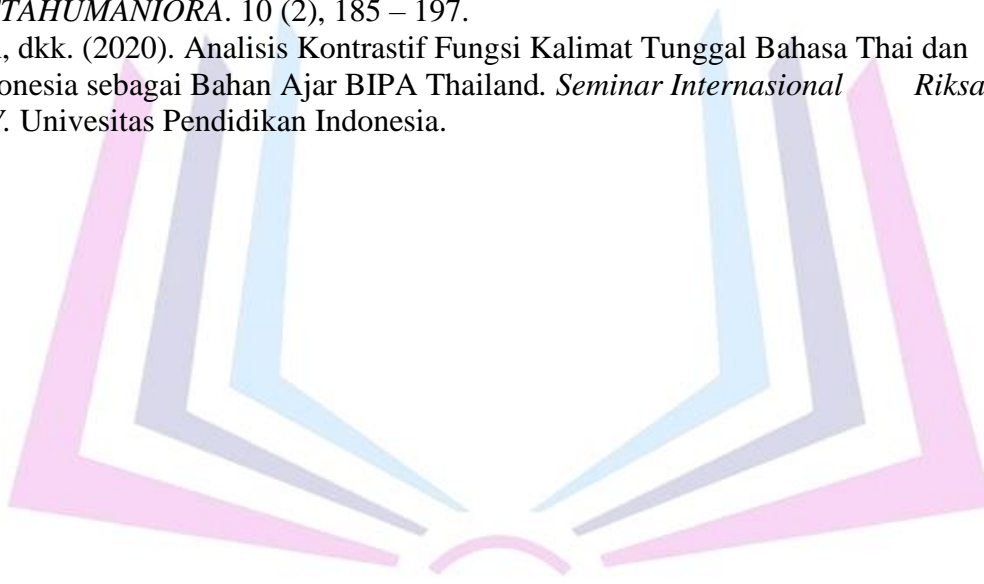 TAHUMANIORA. 10 (2), 185 – 197.
, dkk. (2020). Analisis Kontrastif Fungsi Kalimat Tunggal Bahasa Thai dan
onesia sebagai Bahan Ajar BIPA Thailand. Seminar Internasional Riksa
. Univesitas Pendidikan Indonesia.